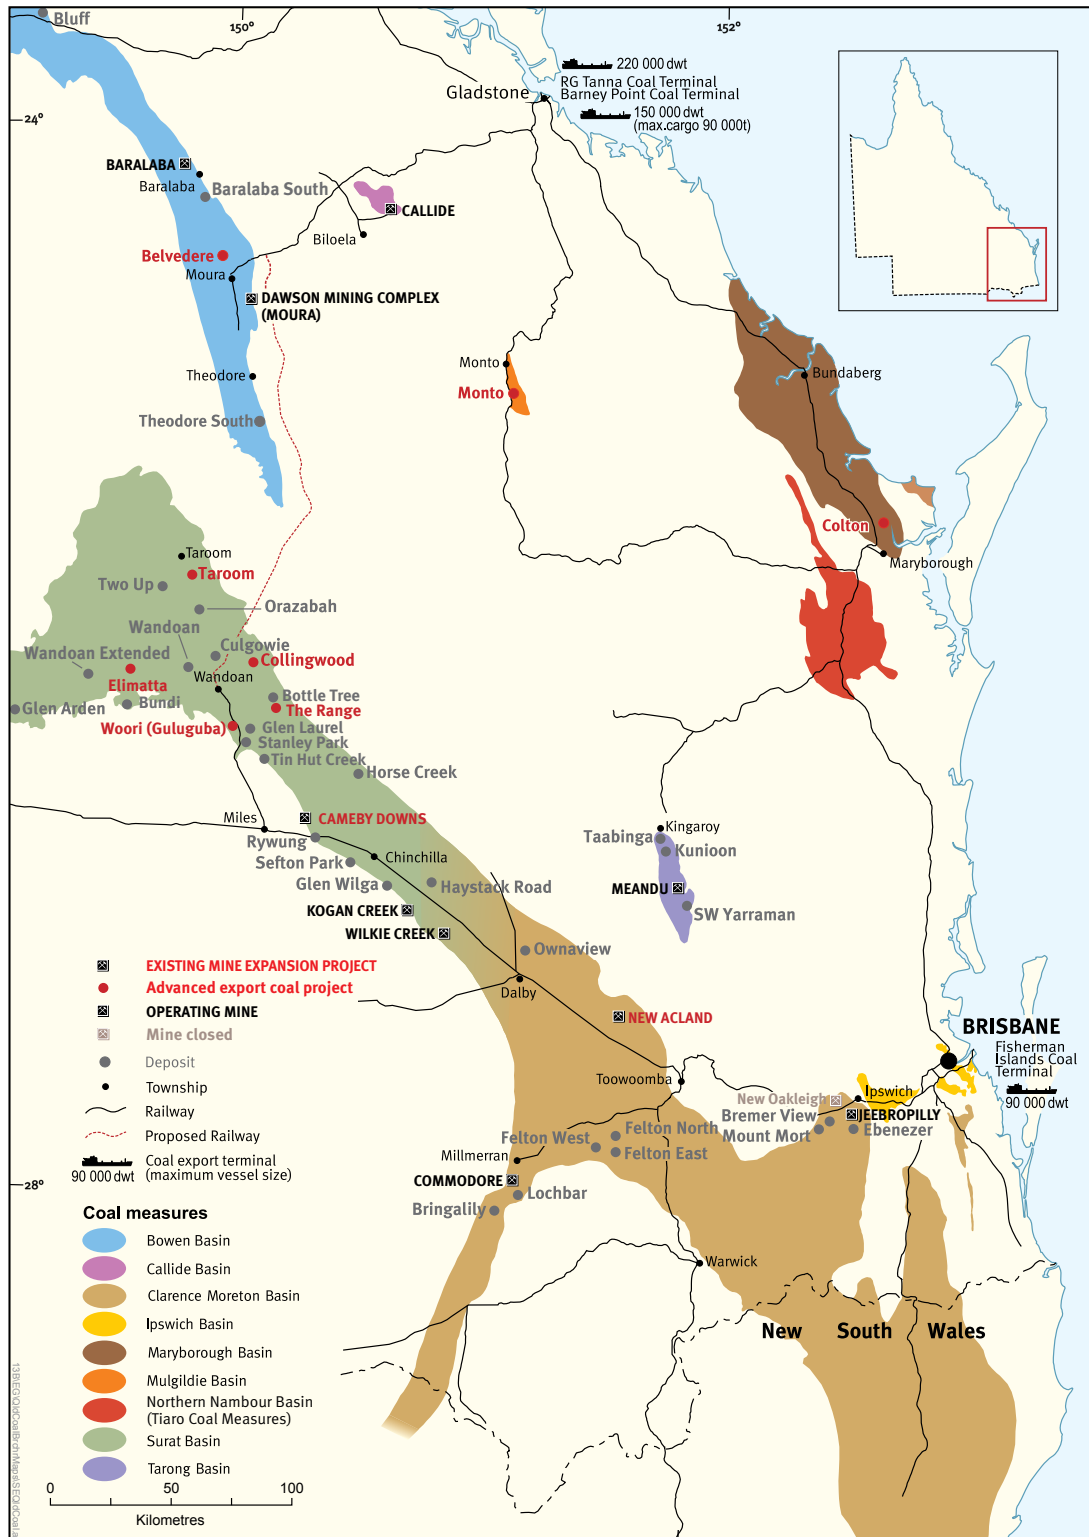 150°
152°
Bluff
220 000 dwt
RG Tanna Coal Terminal
Barney Point Coal Terminal
Gladstone
150 000 dwt
(max.cargo 90 000t)
24°
BARALABA
Baralaba
Baralaba South
CALLIDE
Biloela
Belvedere
Moura
DAWSON MINING COMPLEX
(MOURA)
Monto
Monto
Theodore
Theodore South
Bundaberg
Colton
Maryborough
Taroom
Taroom
Two Up
Orazabah
Wandoan
Culgowie
Wandoan Extended
Collingwood
Elimatta
Wandoan
Bundi
Bottle Tree
Glen Arden
The Range
Woori (Guluguba)
Glen Laurel
Stanley Park
Tin Hut Creek
Horse Creek
Miles
CAMEBY DOWNS
Rywung
Chinchilla
Sefton Park
Glen Wilga
Haystack Road
KOGAN CREEK
WILKIE CREEK
Kingaroy
Taabinga
Kunioon
MEANDU
SW Yarraman
Ownaview
Dalby
NEW ACLAND
BRISBANE
Fisherman
Islands Coal
Terminal
90 000 dwt
Toowoomba
Ipswich
New Oakleigh
Bremer View
JEEBROPILLY
Mount Mort
Ebenezer
Felton West
Felton North
Felton East
Millmerran
COMMODORE
Lochbar
Bringalily
Warwick
New South Wales
EXISTING MINE EXPANSION PROJECT
Advanced export coal project
OPERATING MINE
Mine closed
Deposit
Township
Railway
Proposed Railway
Coal export terminal
90 000 dwt (maximum vessel size)
28°
Coal measures
Bowen Basin
Callide Basin
Clarence Moreton Basin
Ipswich Basin
Maryborough Basin
Mulgildie Basin
Northern Nambour Basin
(Tiaro Coal Measures)
Surat Basin
Tarong Basin
0 50 100
Kilometres